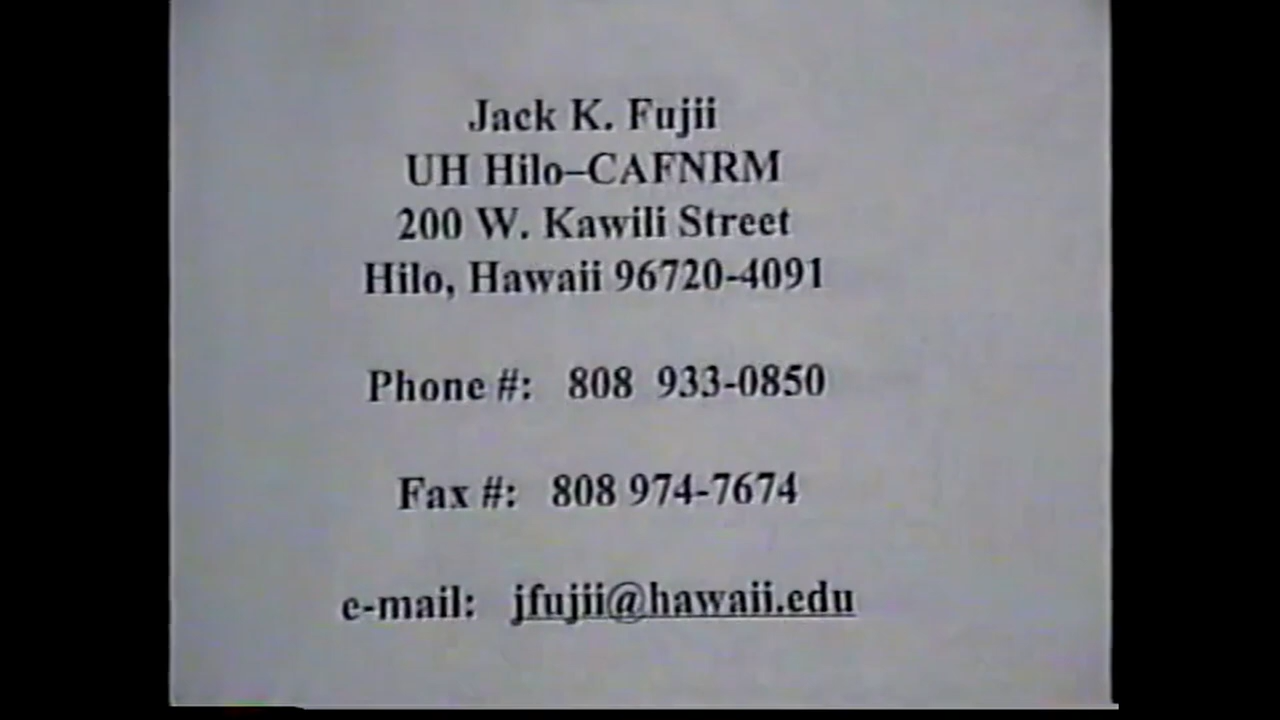 Jack K. Fujii
UH Hilo–CAFNRM
200 W. Kawili Street
Hilo, Hawaii 96720-4091
Phone #: 808 933-0850
Fax #: 808 974-7674
e-mail: jfujii@hawaii.edu